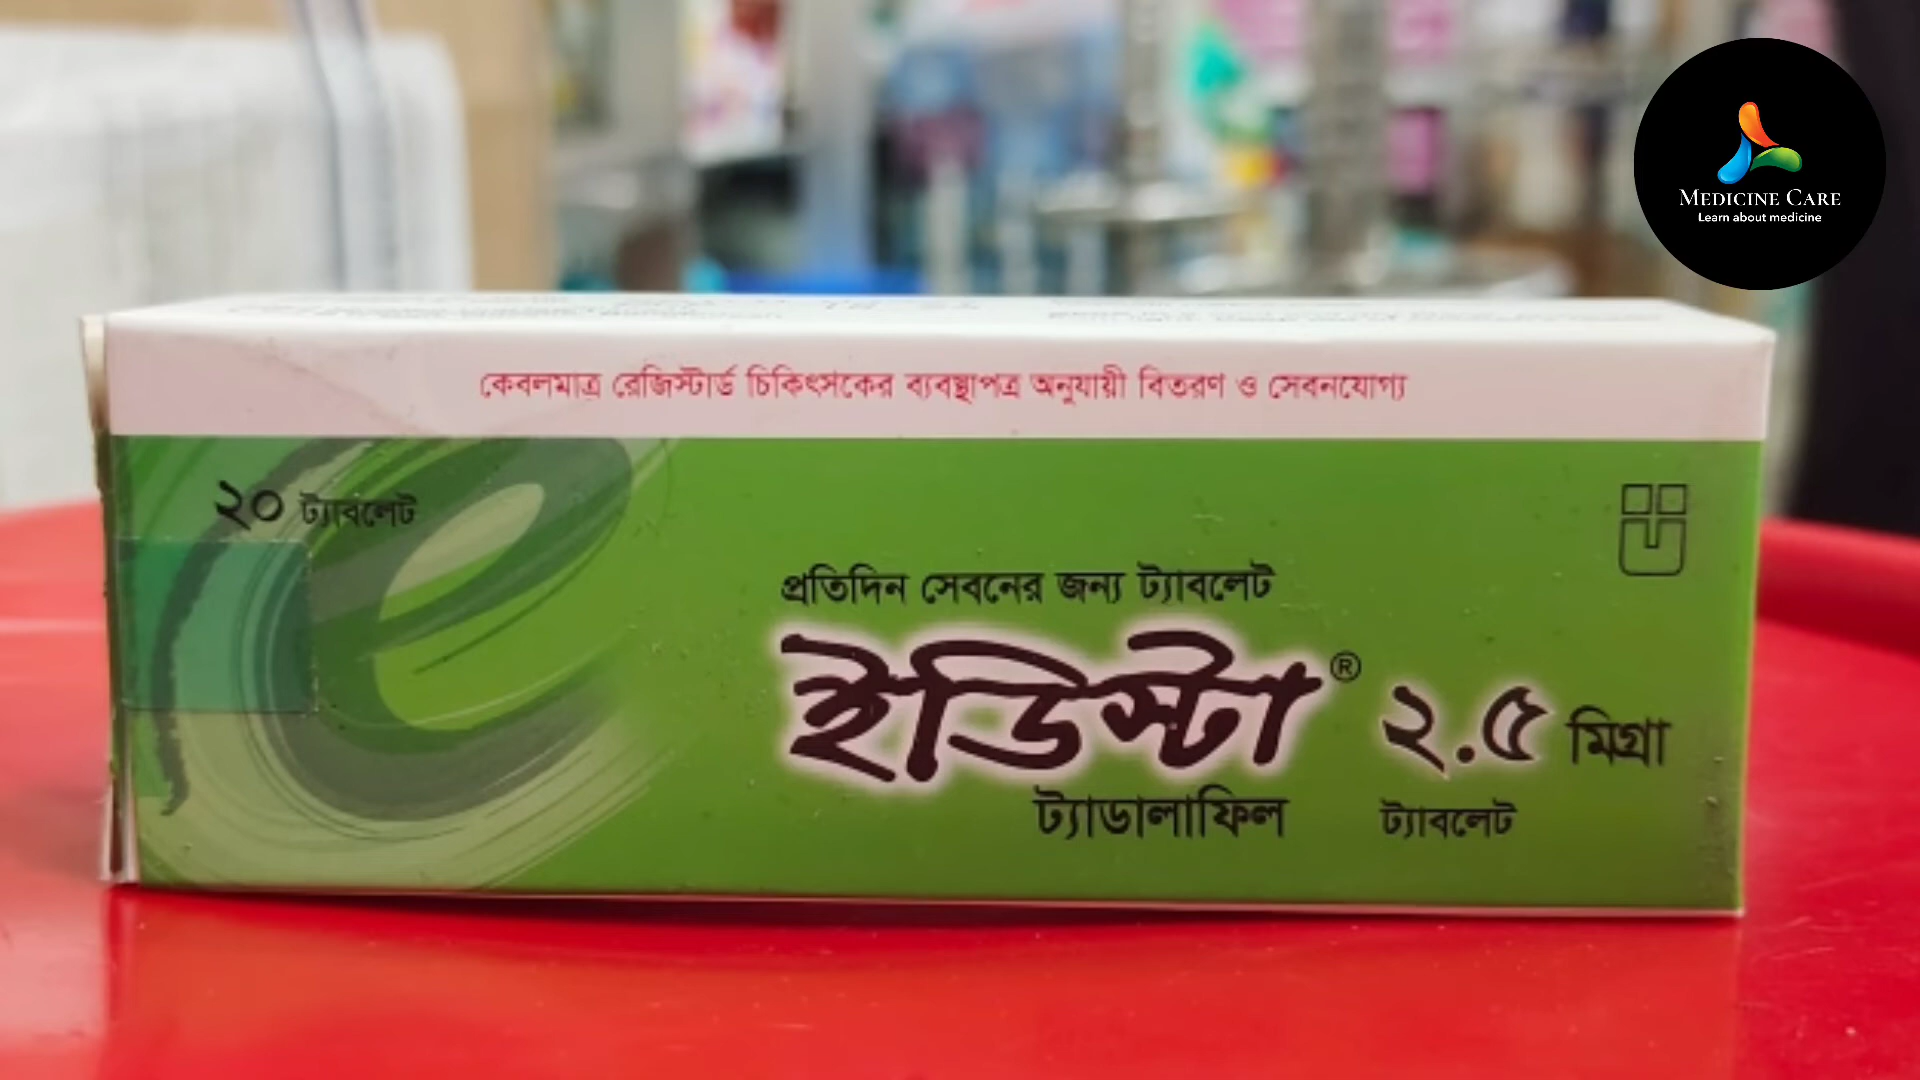 MEDICINE CARE
Learn about medicine
কেবলমাত্র রেজিস্টার্ড চিকিৎসকের ব্যবস্থাপত্র অনুযায়ী বিতরণ ও সেবনযোগ্য
২০ ট্যাবলেট
প্রতিদিন সেবনের জন্য ট্যাবলেট
ইডিস্টা® ২.৫ মিগ্রা
ট্যাডালাফিল ট্যাবলেট